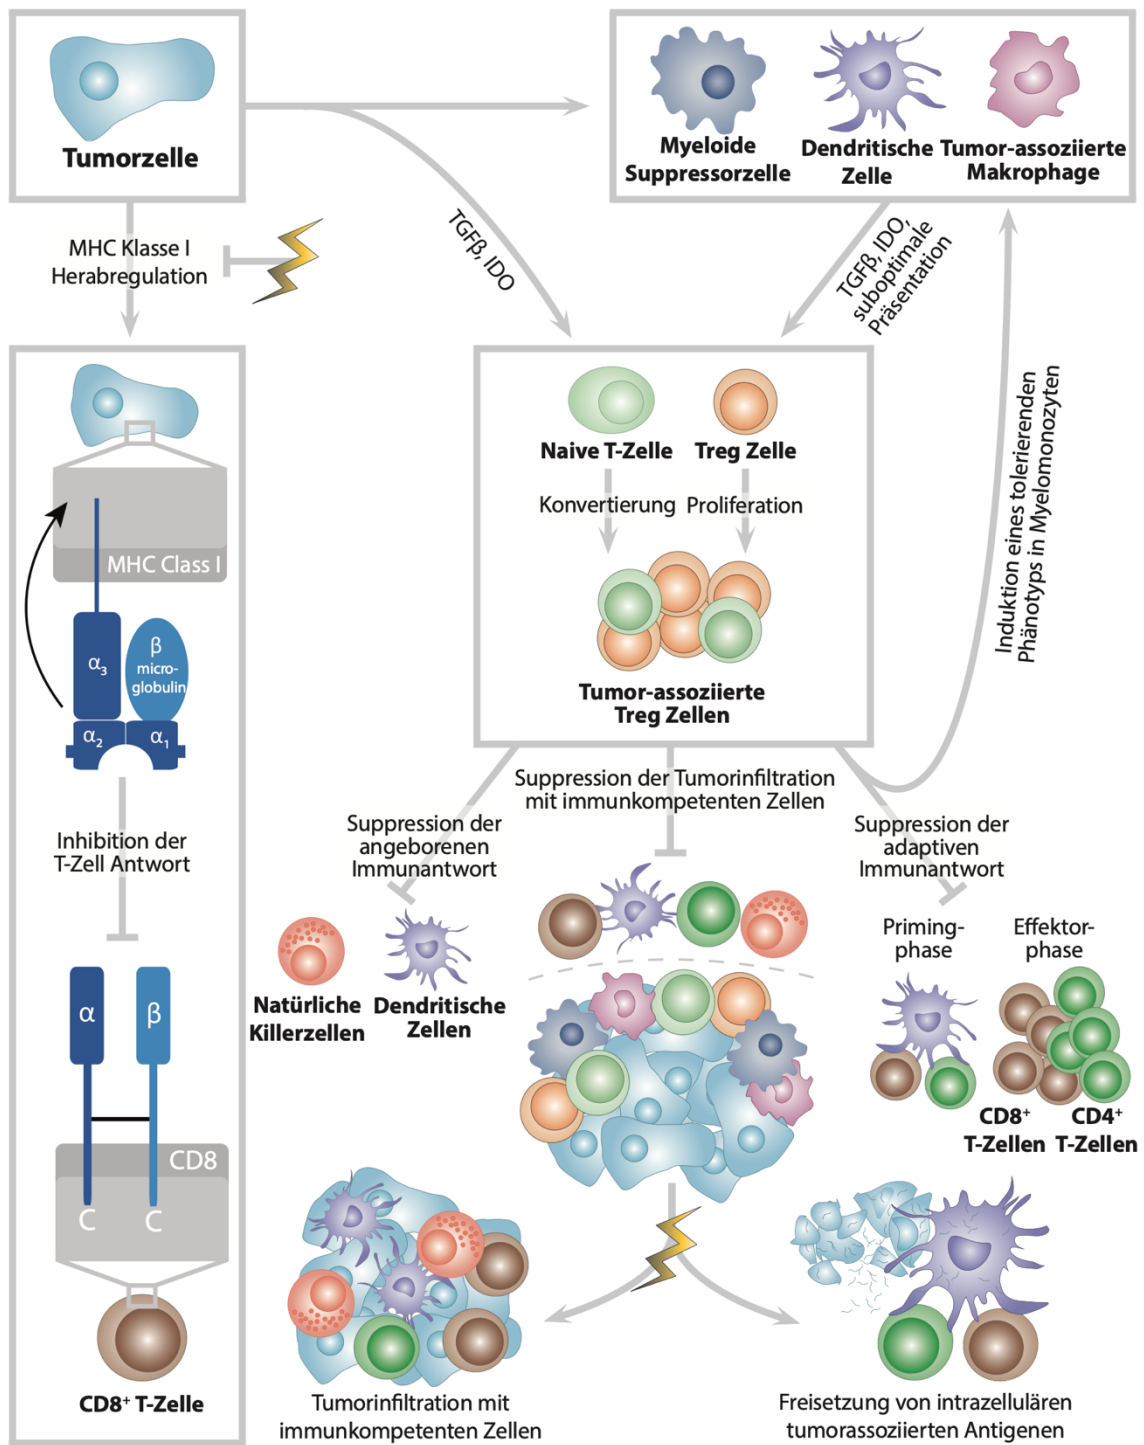 Tumorzelle
Myeloide
Suppressorzelle
Dendritische
Zelle
Tumor-assoziierte
Makrophage
MHC Klasse I
Herabregulation
TGFβ, IDO
TGFβ, IDO,
suboptimale
Präsentation
Naive T-Zelle
Treg Zelle
Konvertierung
Proliferation
Tumor-assoziierte
Treg Zellen
Induktion eines tolerierenden
Phänotyps in Myelomonozyten
MHC Class I
α3
β
micro-
globulin
α2
α1
Inhibition der
T-Zell Antwort
α
β
CD8
C
C
CD8⁺ T-Zelle
Suppression der
angeborenen
Immunantwort
Suppression der Tumorinfiltration
mit immunkompetenten Zellen
Suppression der
adaptiven
Immunantwort
Natürliche
Killerzellen
Dendritische
Zellen
Priming-
phase
Effektor-
phase
CD8⁺
T-Zellen
CD4⁺
T-Zellen
Tumorinfiltration mit
immunkompetenten Zellen
Freisetzung von intrazellulären
tumorassoziierten Antigenen